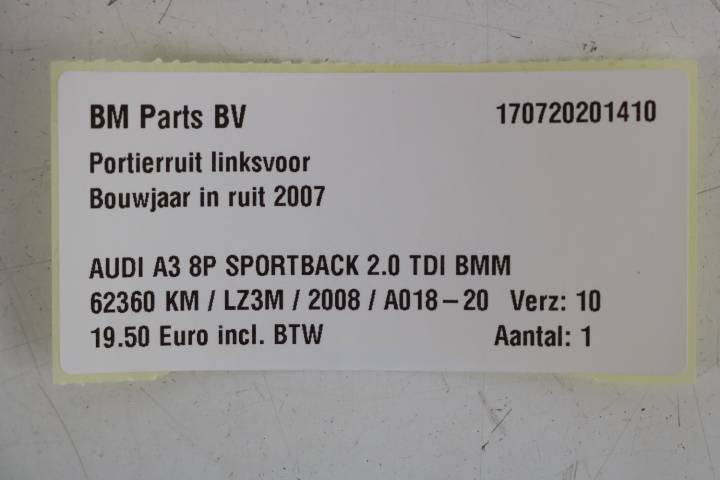 BM Parts BV 170720201410
Portierruit linksvoor
Bouwjaar in ruit 2007
AUDI A3 8P SPORTBACK 2.0 TDI BMM
62360 KM / LZ3M / 2008 / A018-20 Verz: 10
19.50 Euro incl. BTW Aantal: 1